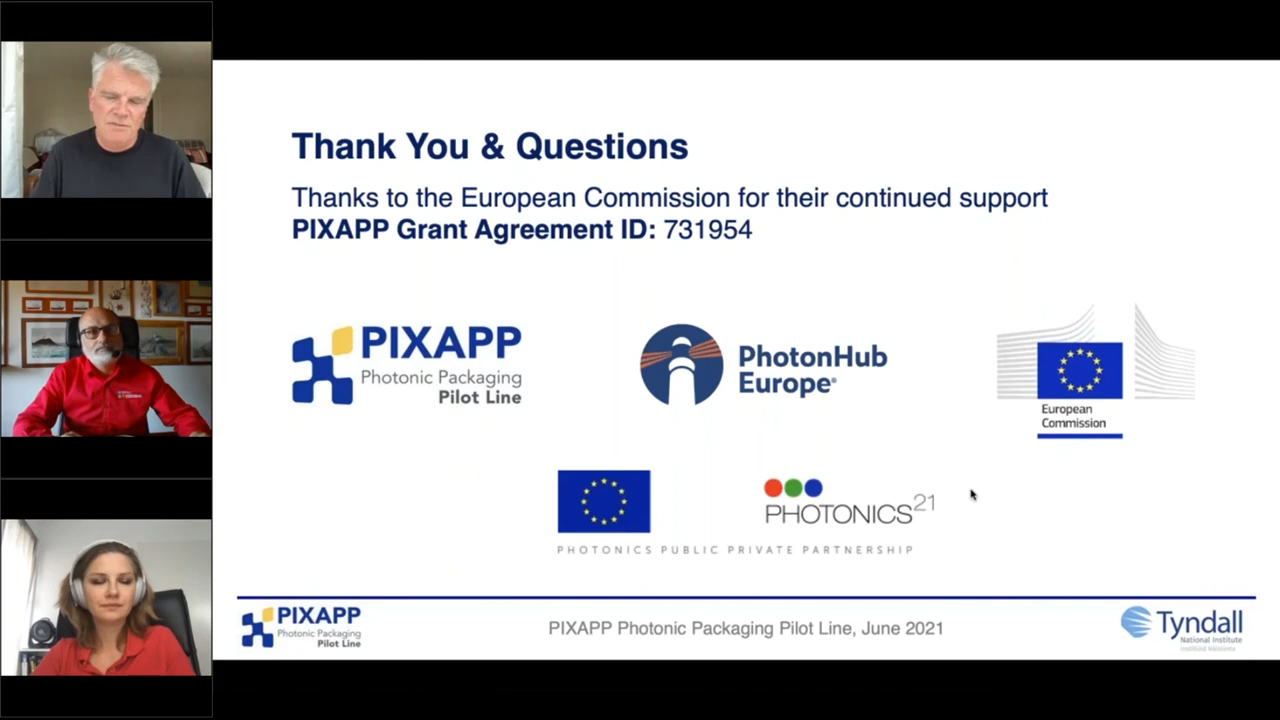 Thank You & Questions
Thanks to the European Commission for their continued support
PIXAPP Grant Agreement ID: 731954
PIXAPP
Photonic Packaging
Pilot Line
PhotonHub
Europe®
European
Commission
PHOTONICS21
PHOTONICS PUBLIC PRIVATE PARTNERSHIP
PIXAPP
Photonic Packaging
Pilot Line
PIXAPP Photonic Packaging Pilot Line, June 2021
Tyndall
National Institute